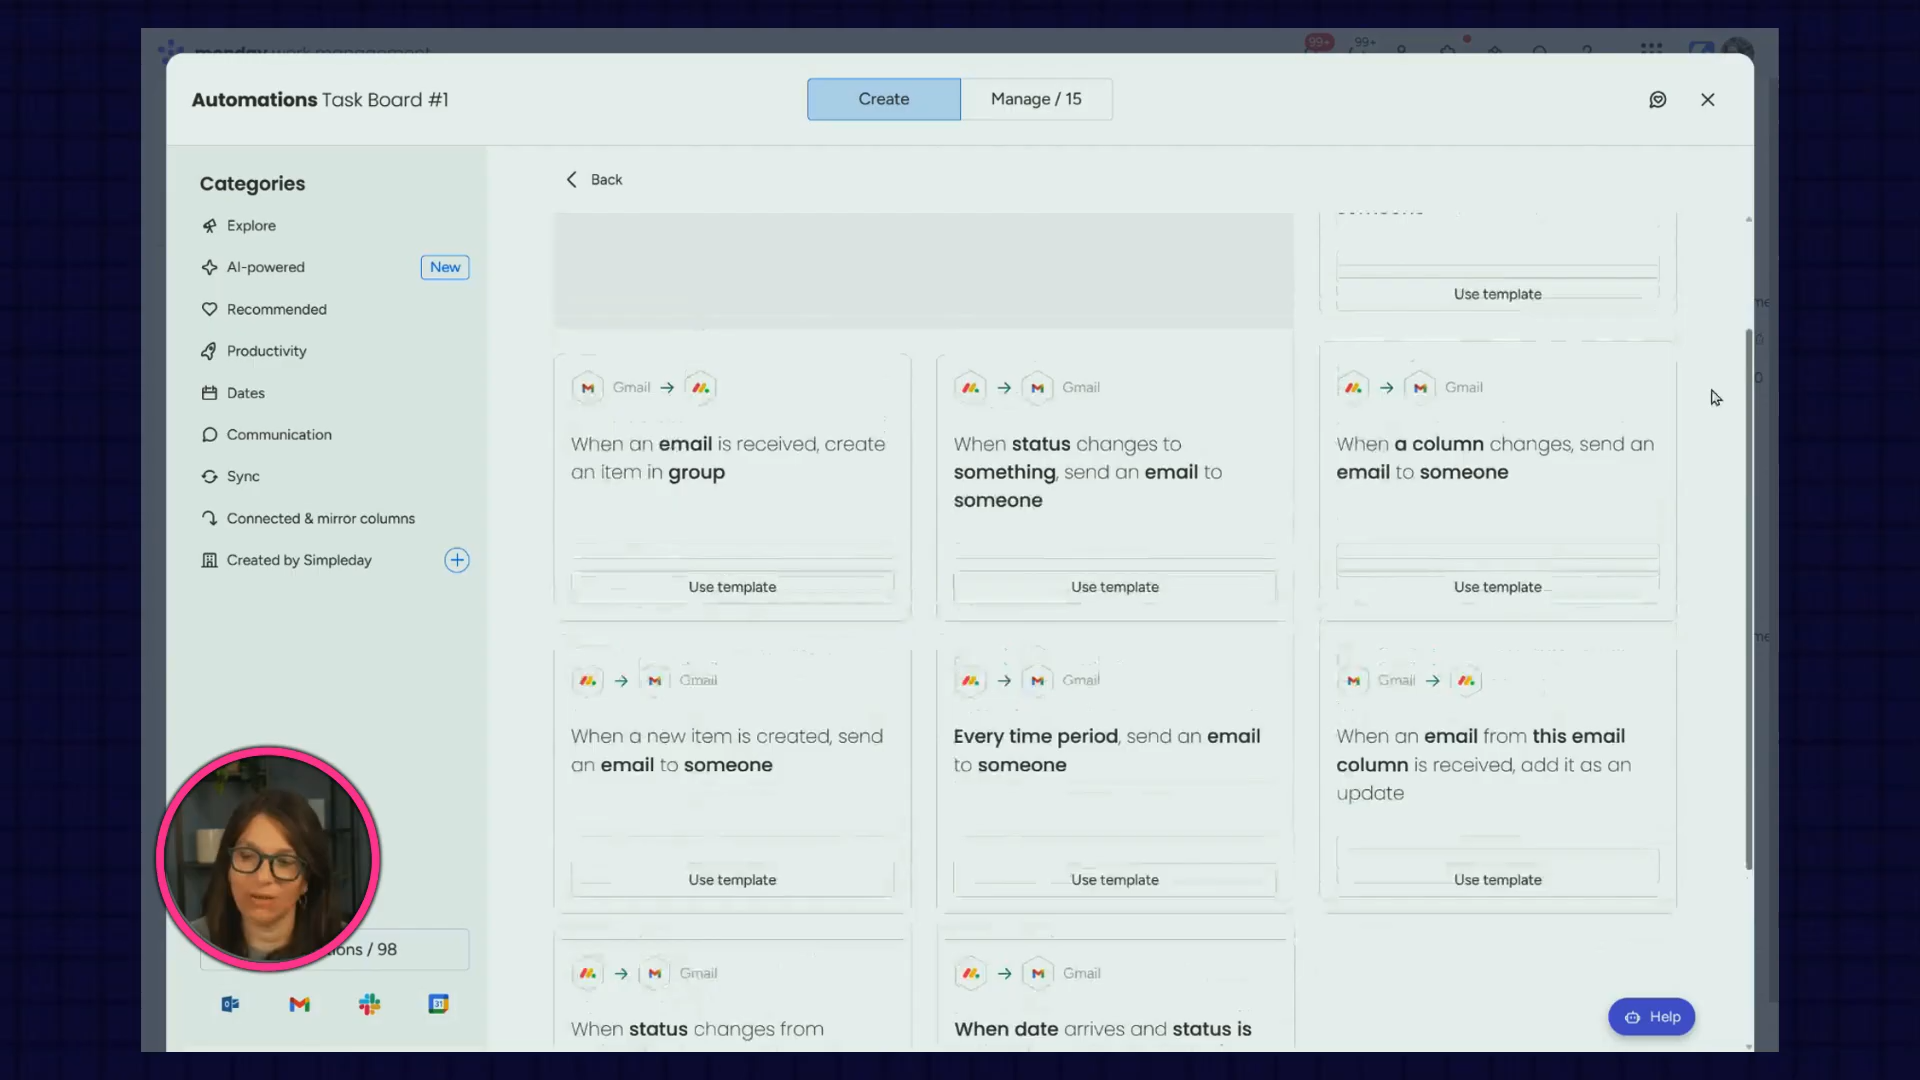 monday work management
99+
99+
Automations Task Board #1
Create
Manage / 15
Categories
Explore
AI-powered
New
Recommended
Productivity
Dates
Communication
Sync
Connected & mirror columns
Created by Simpleday
/ 98
31
Back
Use template
Gmail
When an email is received, create
an item in group
Use template
Gmail
When status changes to
something, send an email to
someone
Use template
Gmail
When a column changes, send an
email to someone
Use template
Gmail
When a new item is created, send
an email to someone
Use template
Gmail
Every time period, send an email
to someone
Use template
Gmail
When an email from this email
column is received, add it as an
update
Use template
Gmail
When status changes from
Gmail
When date arrives and status is
Help